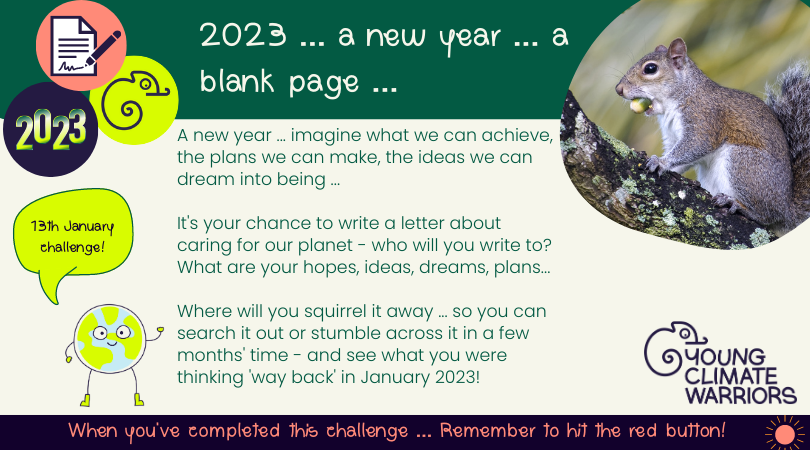 2023 ... a new year ... a
blank page ...
2023
A new year ... imagine what we can achieve,
the plans we can make, the ideas we can
dream into being ...
13th January
challenge!
It's your chance to write a letter about
caring for our planet - who will you write to?
What are your hopes, ideas, dreams, plans...
Where will you squirrel it away ... so you can
search it out or stumble across it in a few
months' time - and see what you were
thinking 'way back' in January 2023!
YOUNG
CLIMATE
WARRIORS
When you've completed this challenge ... Remember to hit the red button!